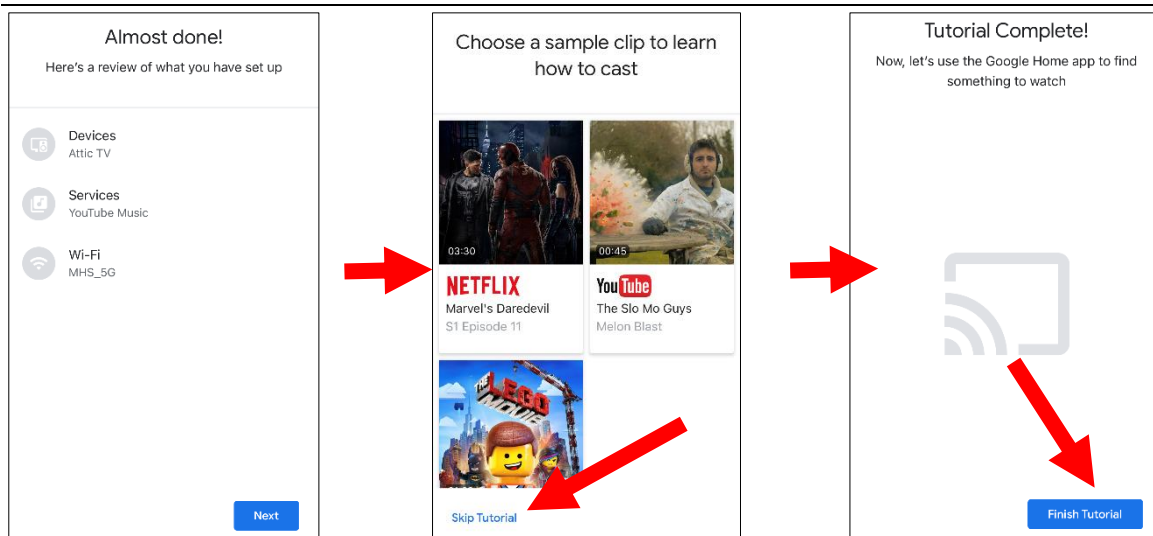 Almost done!
Here's a review of what you have set up
Devices
Attic TV
Services
YouTube Music
Wi-Fi
MHS_5G
Next
Choose a sample clip to learn
how to cast
03:30
NETFLIX
Marvel's Daredevil
S1 Episode 11
00:45
YouTube
The Slo Mo Guys
Melon Blast
THE
LEGO
MOVIE
Skip Tutorial
Tutorial Complete!
Now, let's use the Google Home app to find
something to watch
Finish Tutorial